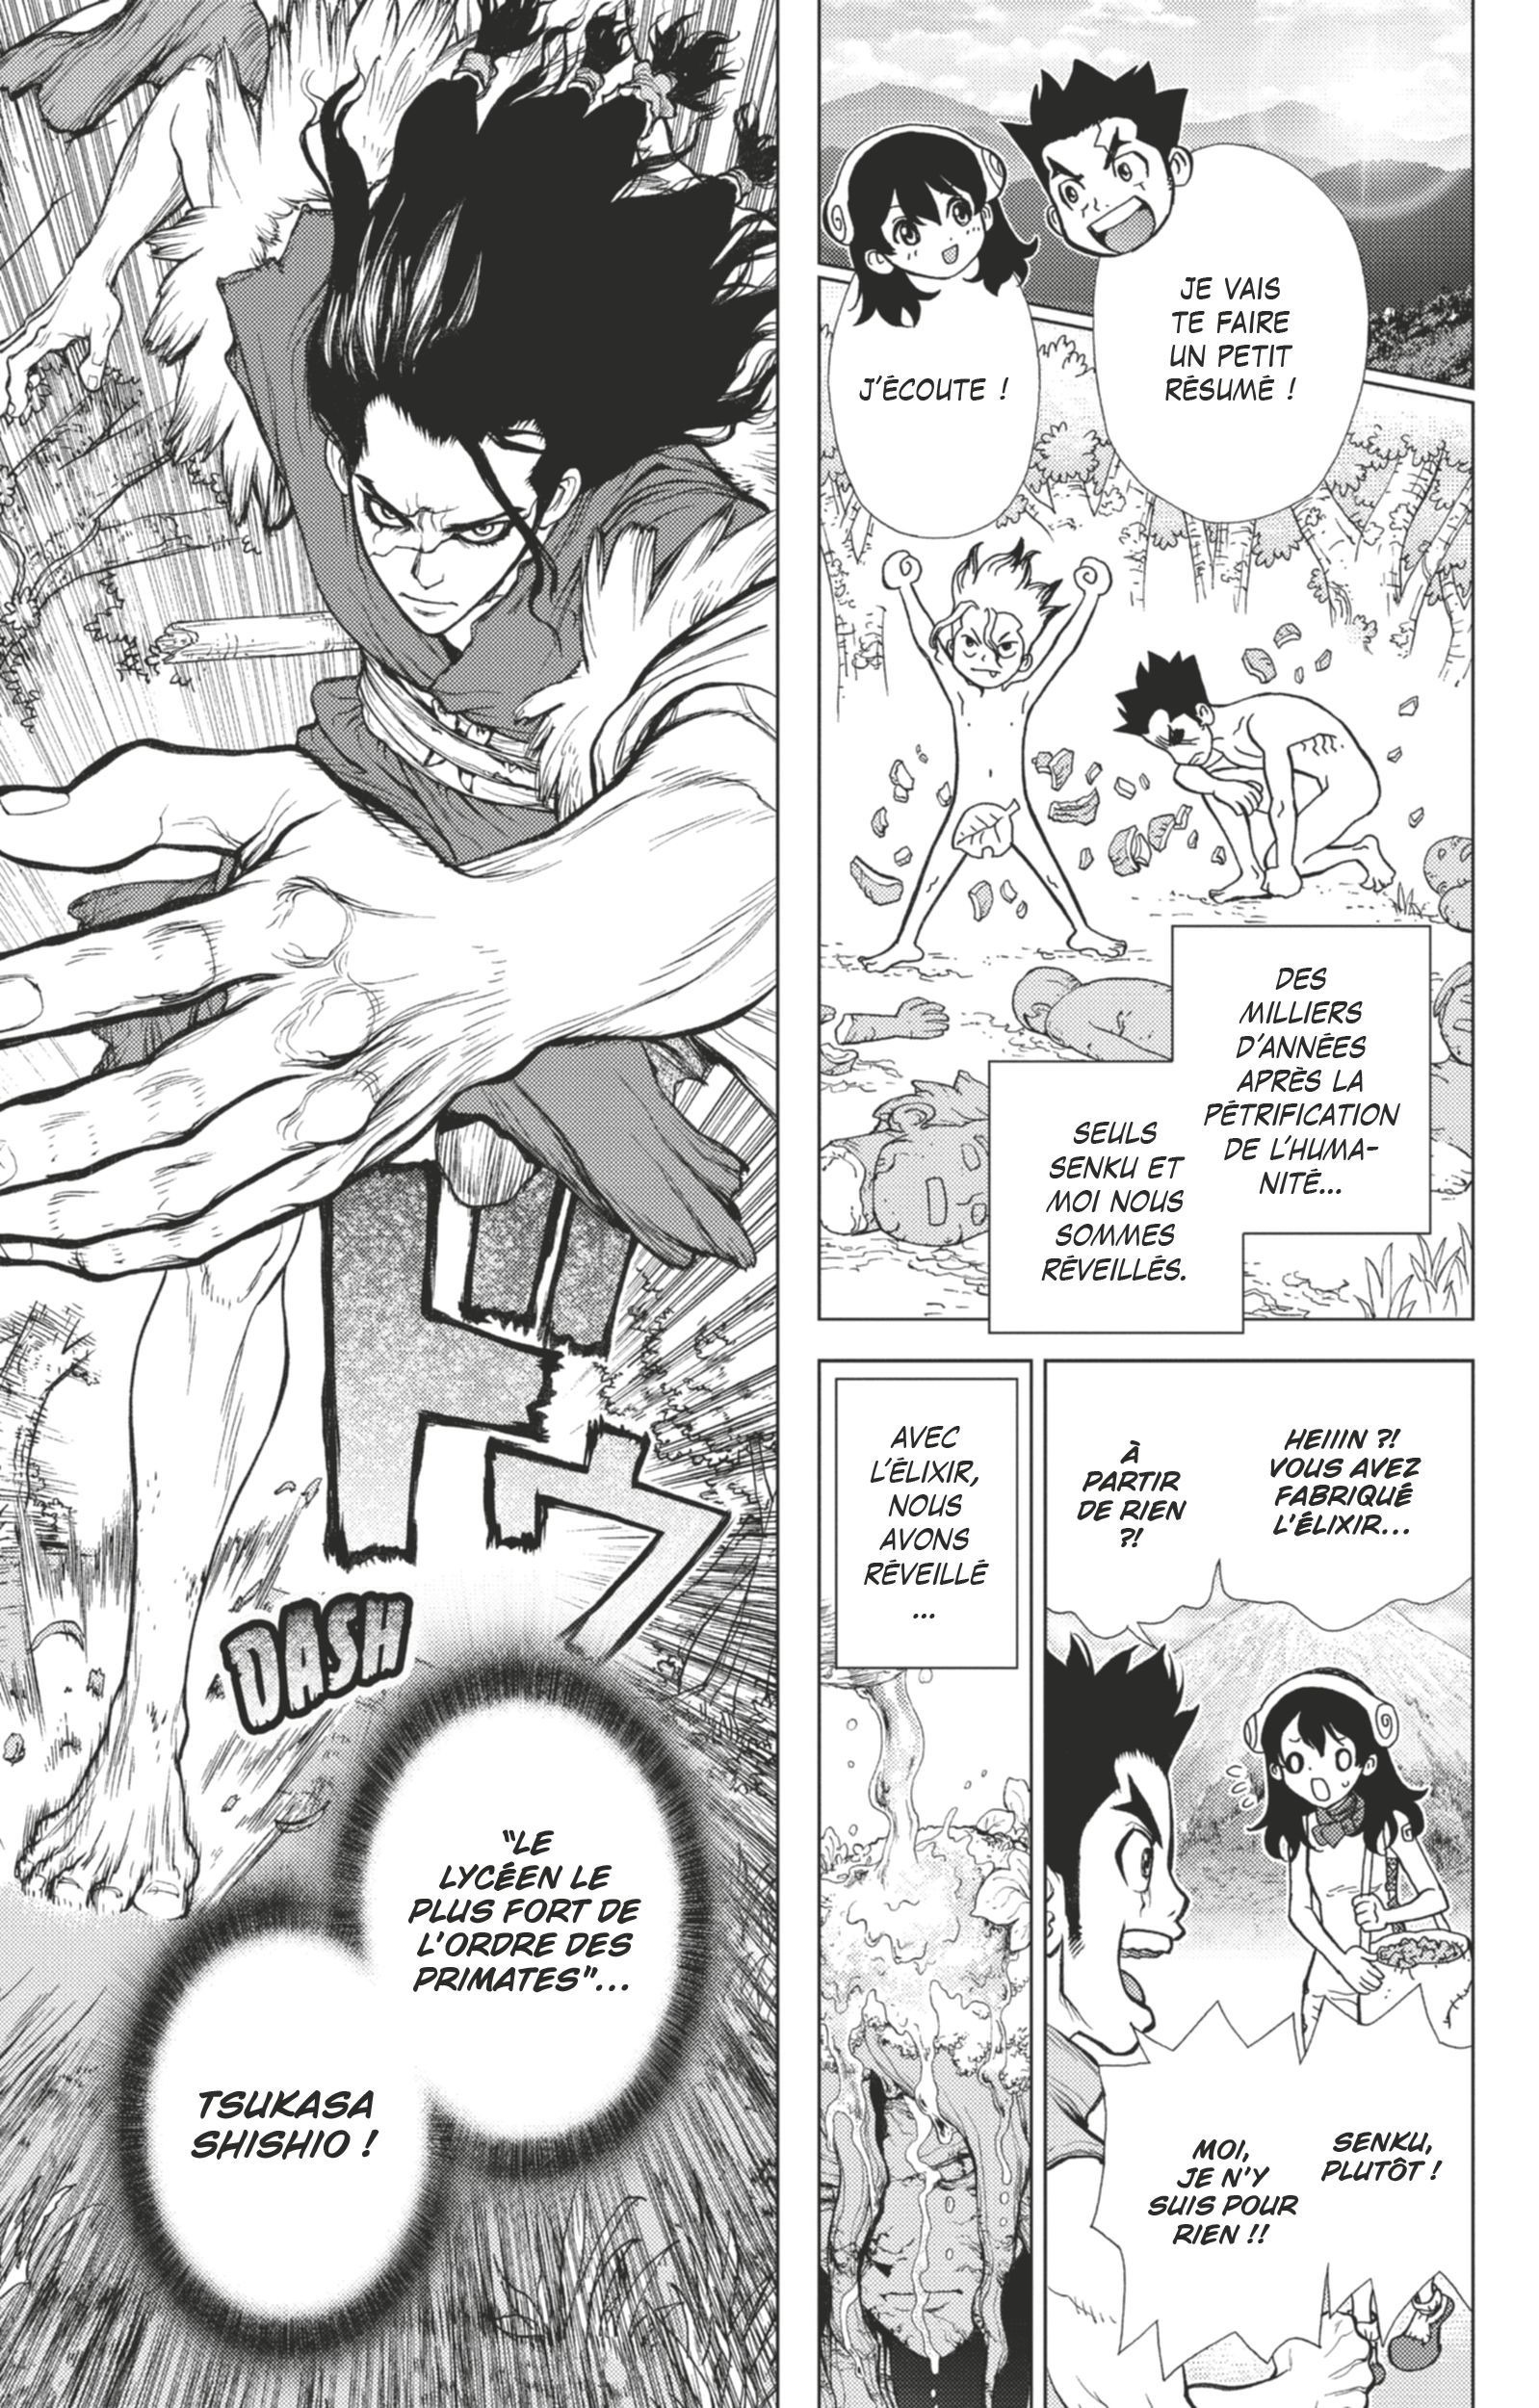 JE VAIS
TE FAIRE
UN PETIT
RÉSUMÉ !
J'ÉCOUTE !
DES
MILLIERS
D'ANNÉES
APRÈS LA
PÉTRIFICATION
DE L'HUMA-
NITÉ...
SEULS
SENKU ET
MOI NOUS
SOMMES
RÉVEILLÉS.
HEIIIN ?!
VOUS AVEZ
FABRIQUÉ
L'ÉLIXIR...
À
PARTIR
DE RIEN
?!
SENKU,
PLUTÔT !
MOI,
JE N'Y
SUIS POUR
RIEN !!
AVEC
L'ÉLIXIR,
NOUS
AVONS
RÉVEILLÉ
...
ドウ
DASH
"LE
LYCÉEN LE
PLUS FORT DE
L'ORDRE DES
PRIMATES"...
TSUKASA
SHISHIO !